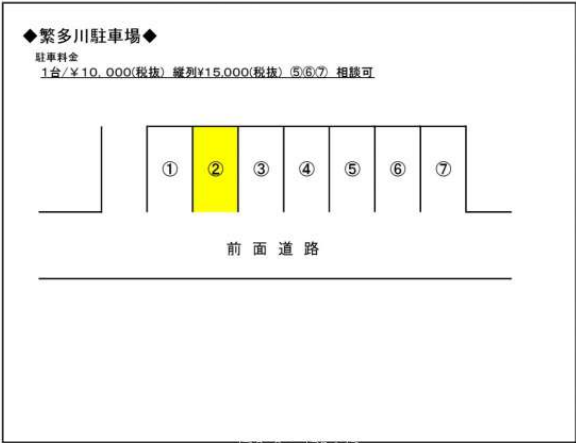 ◆繁多川駐車場◆
駐車料金
1台/￥10,000(税抜) 縦列¥15,000(税抜) ⑤⑥⑦ 相談可
① ② ③ ④ ⑤ ⑥ ⑦
前面道路